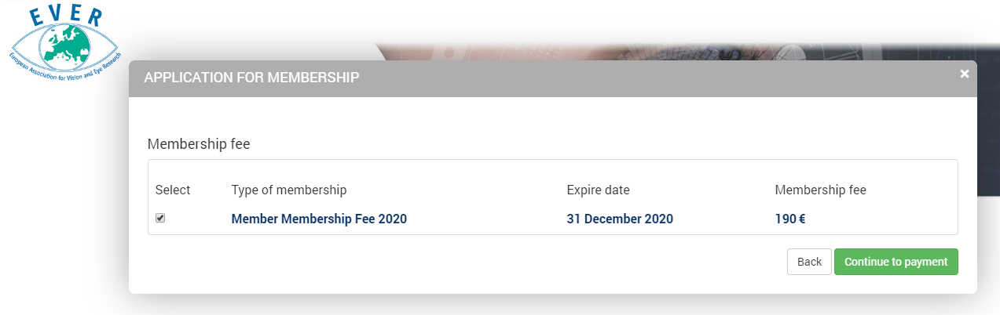 EVER
European Association for Vision and Eye Research
APPLICATION FOR MEMBERSHIP ×
Membership fee
Select Type of membership Expire date Membership fee
Member Membership Fee 2020 31 December 2020 190 €
Back Continue to payment